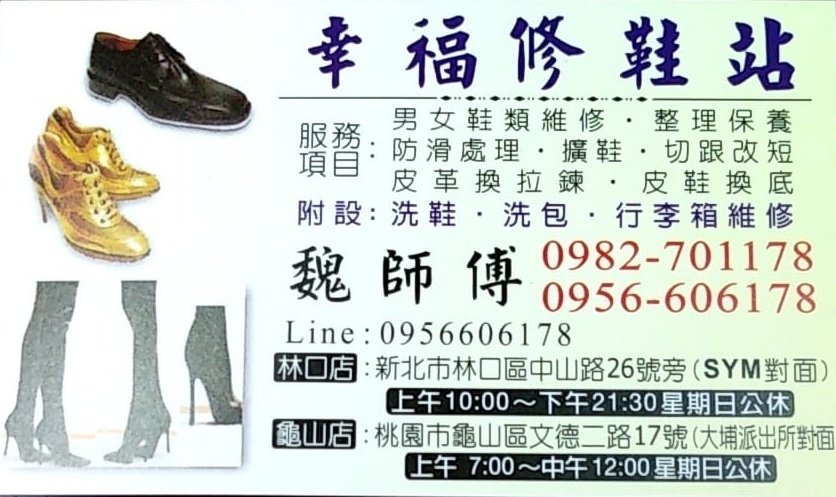 幸福修鞋站
服務項目：
男女鞋類維修・整理保養
防滑處理・擴鞋・切跟改短
皮革換拉鍊・皮鞋換底
附設：洗鞋・洗包・行李箱維修
魏師傅 0982-701178
0956-606178
Line:0956606178
林口店：新北市林口區中山路26號旁(SYM對面)
上午10:00～下午21:30星期日公休
龜山店：桃園市龜山區文德二路17號(大埔派出所對面
上午 7:00～中午12:00星期日公休